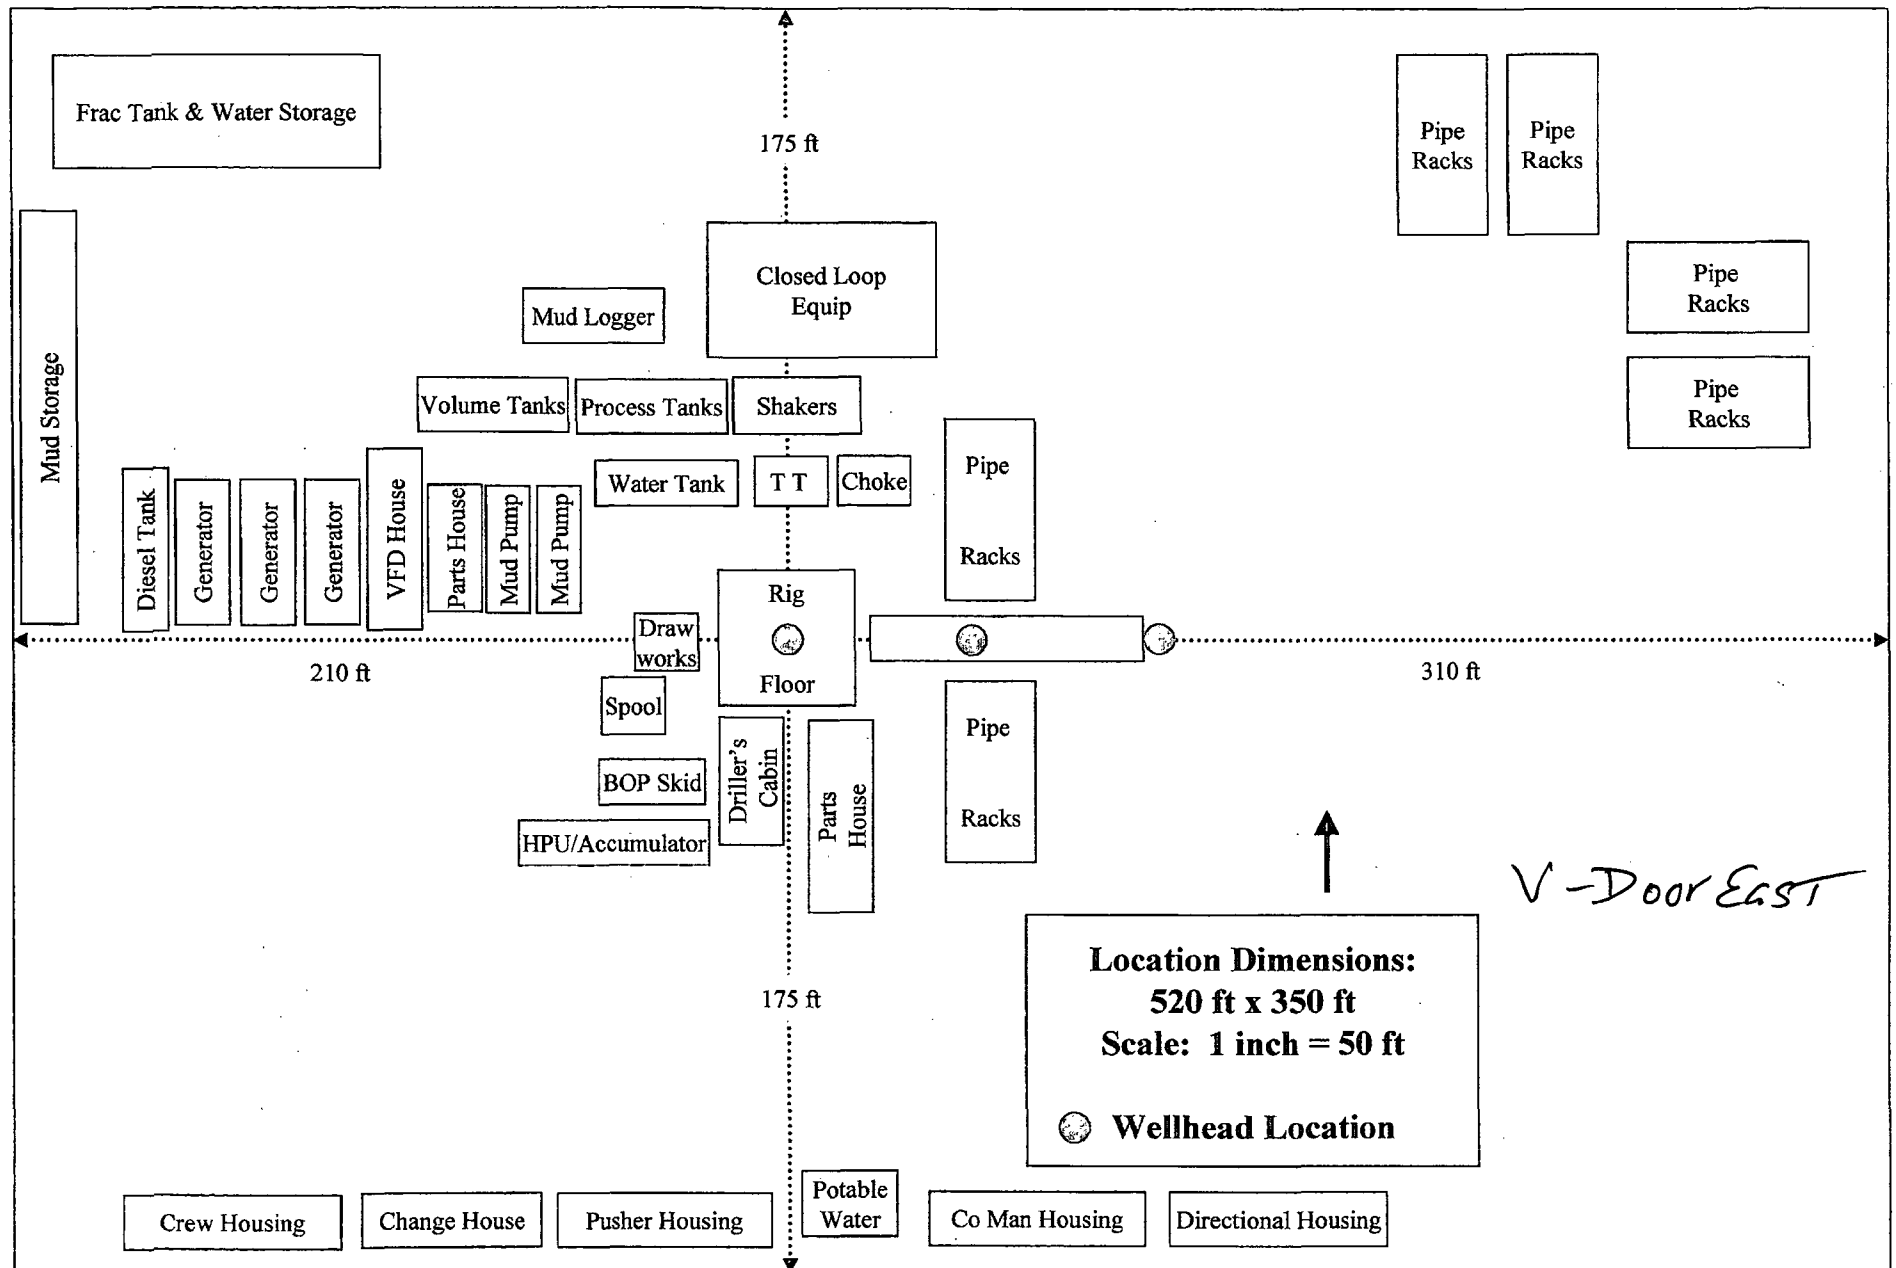 175 ft
Frac Tank & Water Storage
Pipe
Racks
Pipe
Racks
Pipe
Racks
Pipe
Racks
Closed Loop
Equip
Mud Logger
Mud Storage
Volume Tanks
Process Tanks
Shakers
Water Tank
T T
Choke
Pipe
Racks
Diesel Tank
Generator
Generator
Generator
VFD House
Parts House
Mud Pump
Mud Pump
Rig
Floor
Draw
works
210 ft
310 ft
Spool
BOP Skid
HPU/Accumulator
Driller's
Cabin
Parts
House
Pipe
Racks
V-Door East
Location Dimensions:
520 ft x 350 ft
Scale: 1 inch = 50 ft
Wellhead Location
175 ft
Crew Housing
Change House
Pusher Housing
Potable
Water
Co Man Housing
Directional Housing